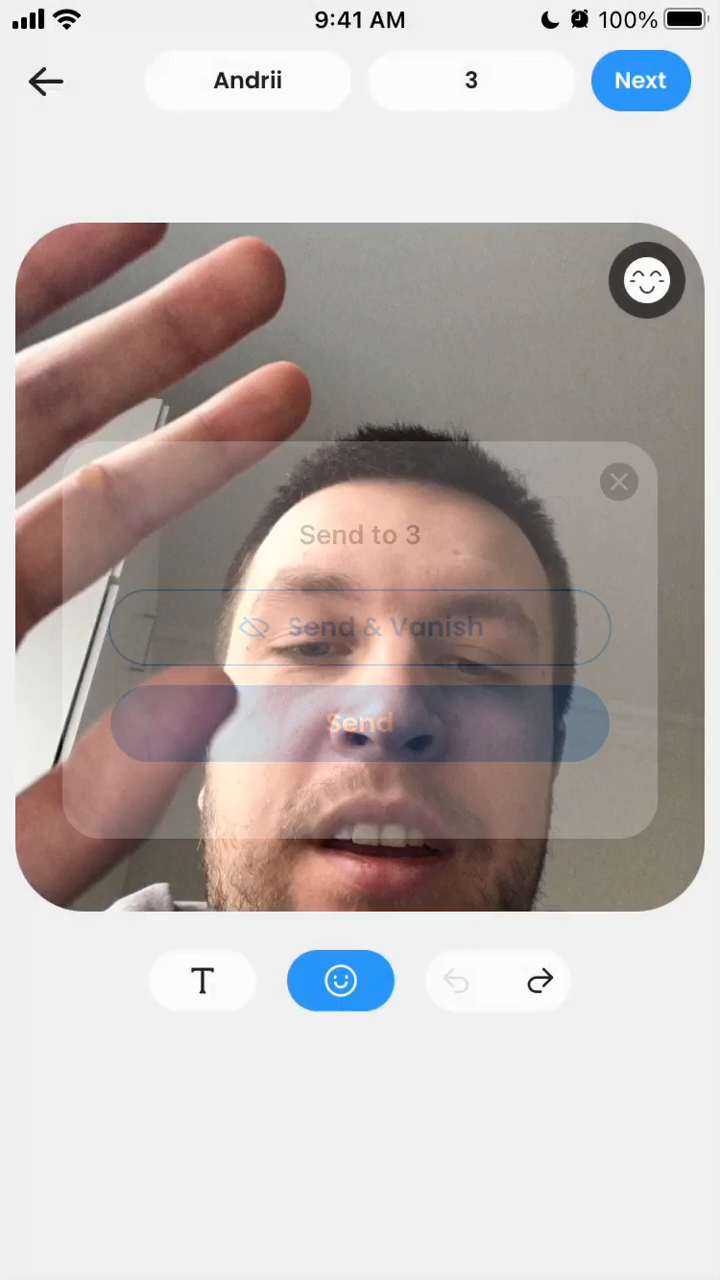 9:41 AM
100%
Andrii
3
Next
Send to 3
Send & Vanish
Send
T